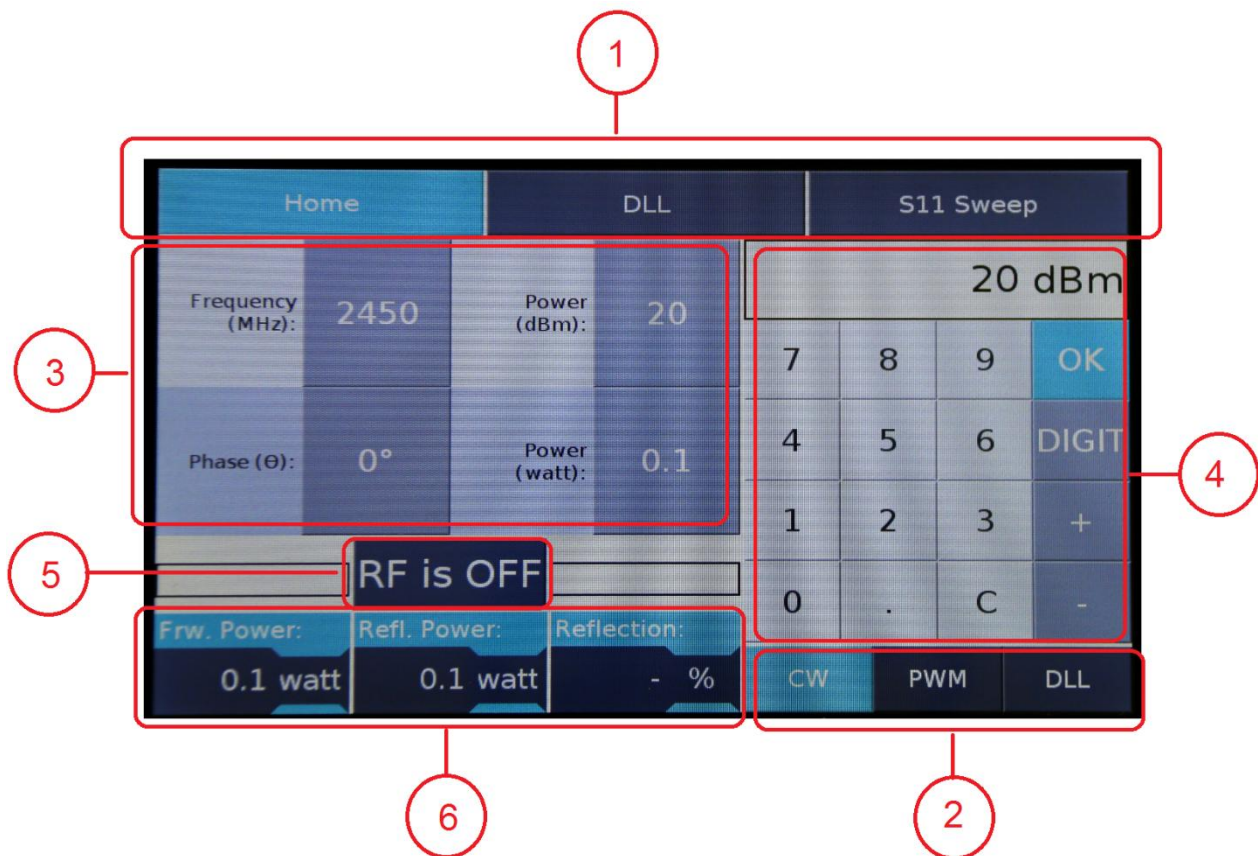 1
Home DLL S11 Sweep
Frequency (MHz): 2450 Power (dBm): 20
20 dBm
3
7 8 9 OK
Phase (Θ): 0° Power (watt): 0.1
4 5 6 DIGIT
4
1 2 3 +
5
RF is OFF
0 . C -
Frw. Power: Refl. Power: Reflection:
0.1 watt 0.1 watt - %
CW PWM DLL
6
2